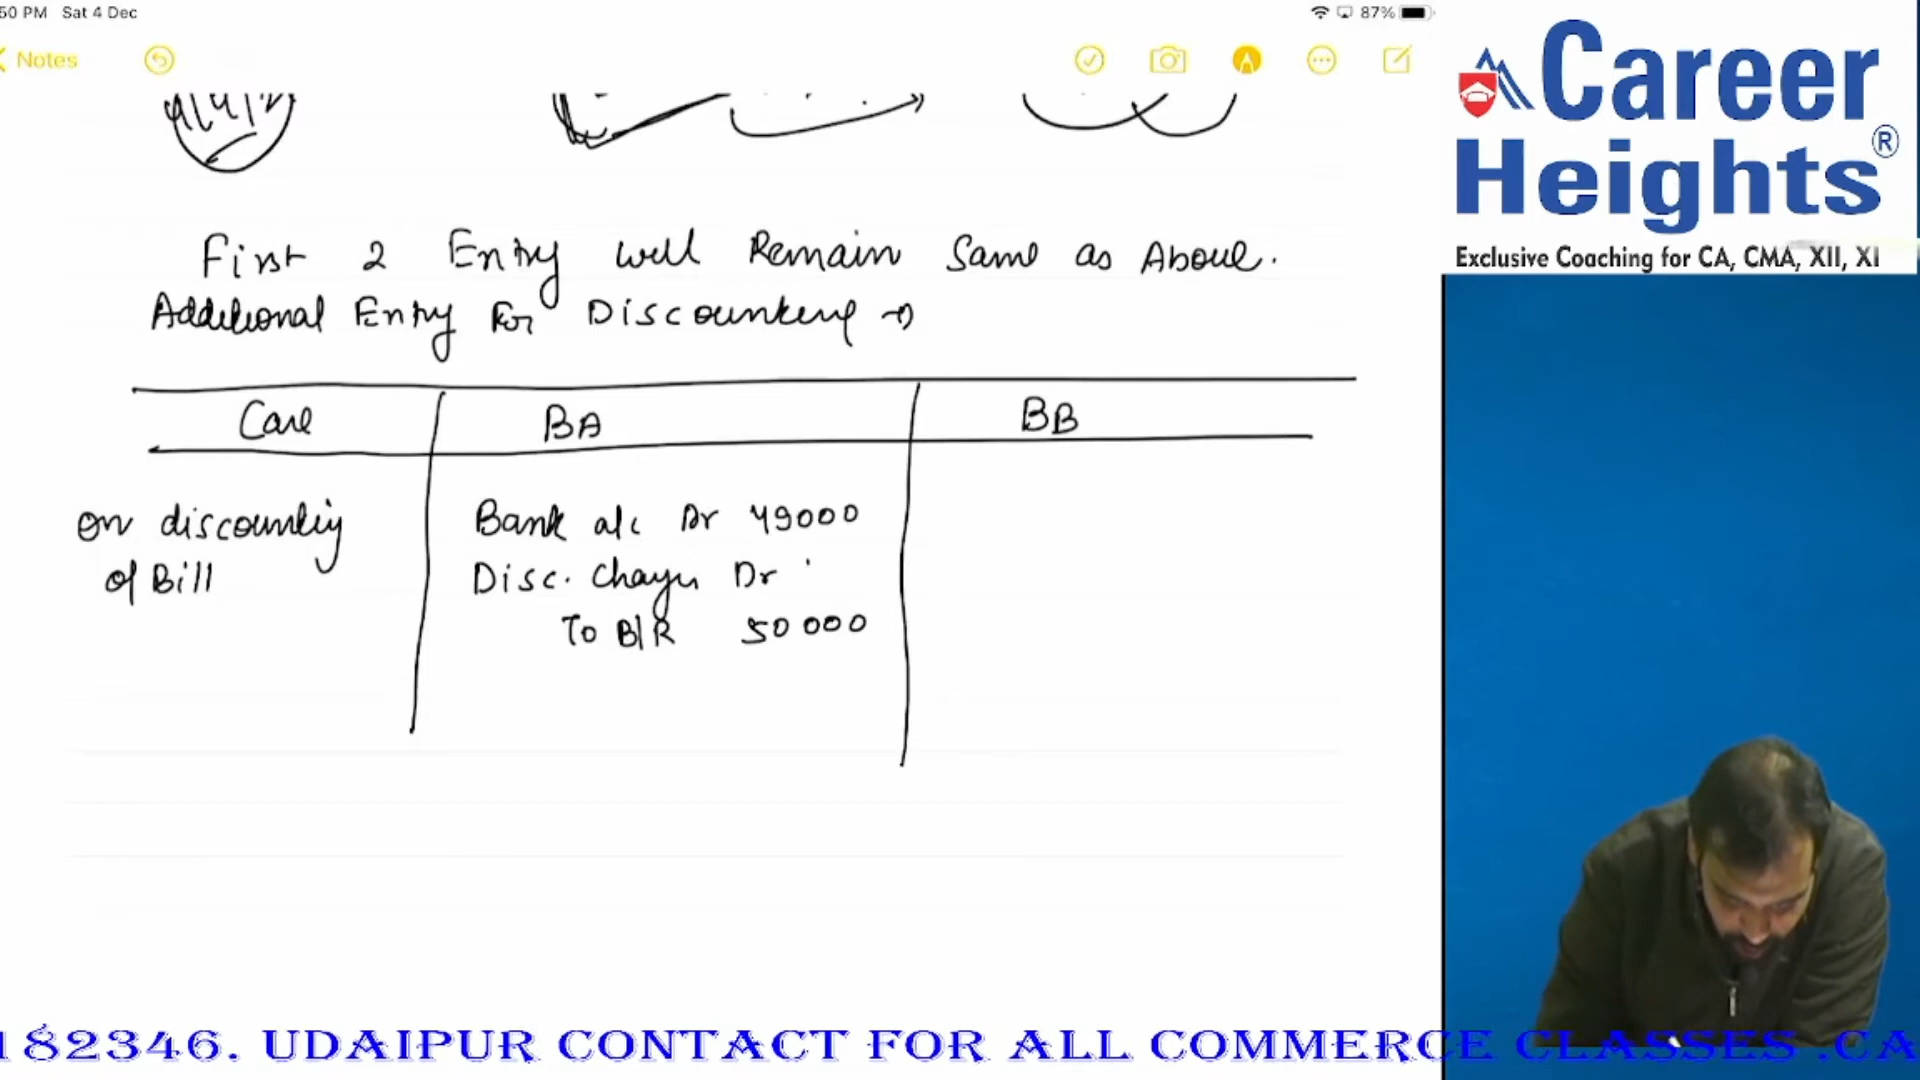 50 PM Sat 4 Dec
87%
Notes
Career
Heights®
Exclusive Coaching for CA, CMA, XII, XI
First 2 Entry will Remain Same as Above.
Additional Entry For Discounting →
Case BA BB
on discounting
of Bill
Bank a/c Dr 49000
Disc. Charges Dr
To B/R 50000
182346. UDAIPUR CONTACT FOR ALL COMMERCE CLASSES .CA